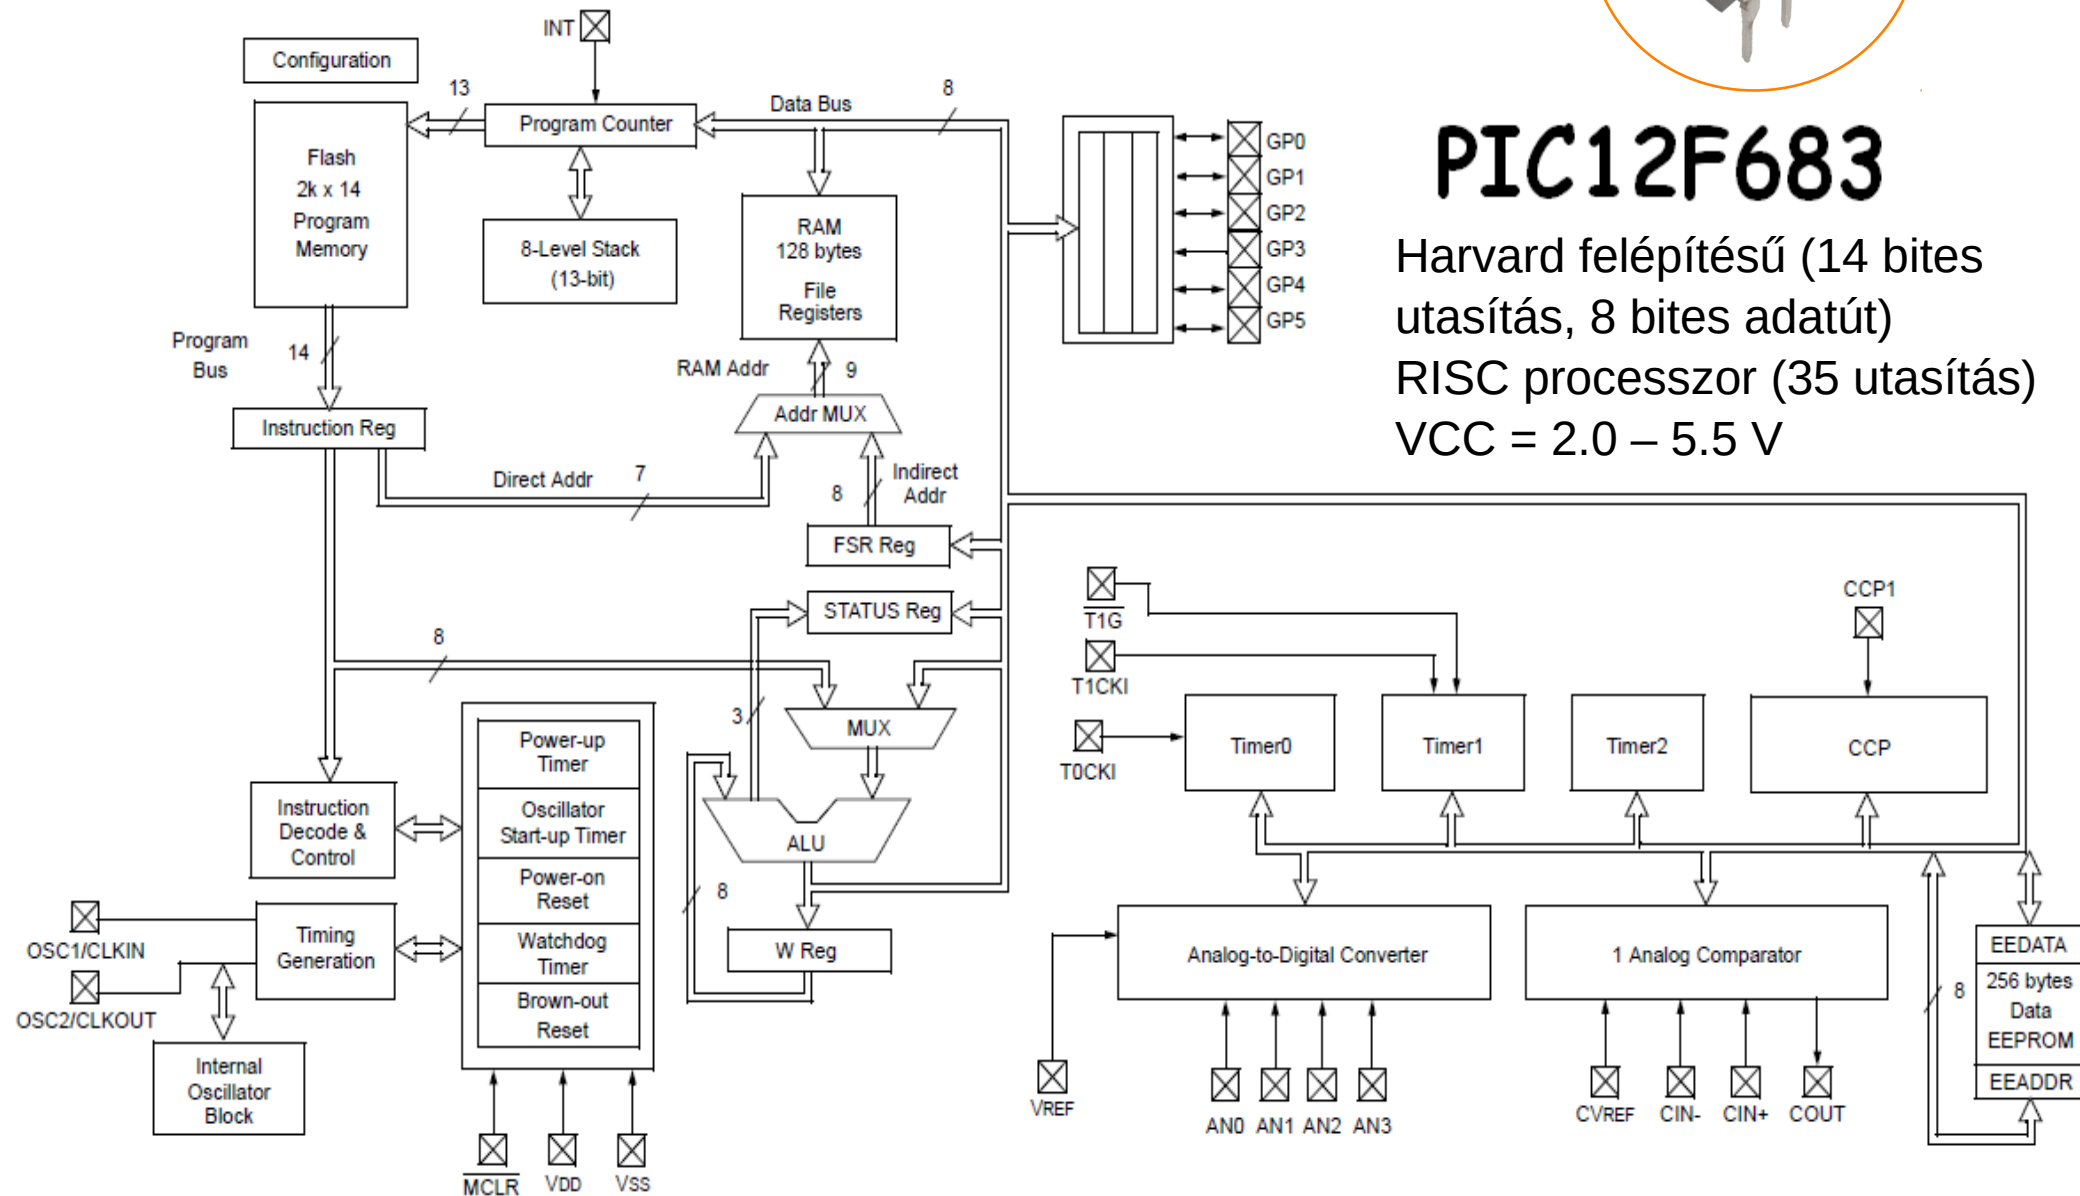 INT
Configuration
13
Data Bus
8
Program Counter
Flash
2k x 14
Program
Memory
8-Level Stack
(13-bit)
RAM
128 bytes
File
Registers
GP0
GP1
GP2
GP3
GP4
GP5
PIC12F683
Harvard felépítésű (14 bites
utasítás, 8 bites adatút)
RISC processzor (35 utasítás)
VCC = 2.0 – 5.5 V
Program
Bus
14
RAM Addr
9
Addr MUX
Instruction Reg
Direct Addr
7
Indirect
Addr
8
FSR Reg
STATUS Reg
8
3
MUX
T1G
T1CKI
T0CKI
CCP1
Timer0
Timer1
Timer2
CCP
Power-up
Timer
Oscillator
Start-up Timer
Power-on
Reset
Watchdog
Timer
Brown-out
Reset
Instruction
Decode &
Control
ALU
8
W Reg
OSC1/CLKIN
OSC2/CLKOUT
Timing
Generation
Internal
Oscillator
Block
MCLR
VDD
VSS
Analog-to-Digital Converter
1 Analog Comparator
VREF
AN0 AN1 AN2 AN3
CVREF
CIN-
CIN+
COUT
8
EEDATA
256 bytes
Data
EEPROM
EEADDR